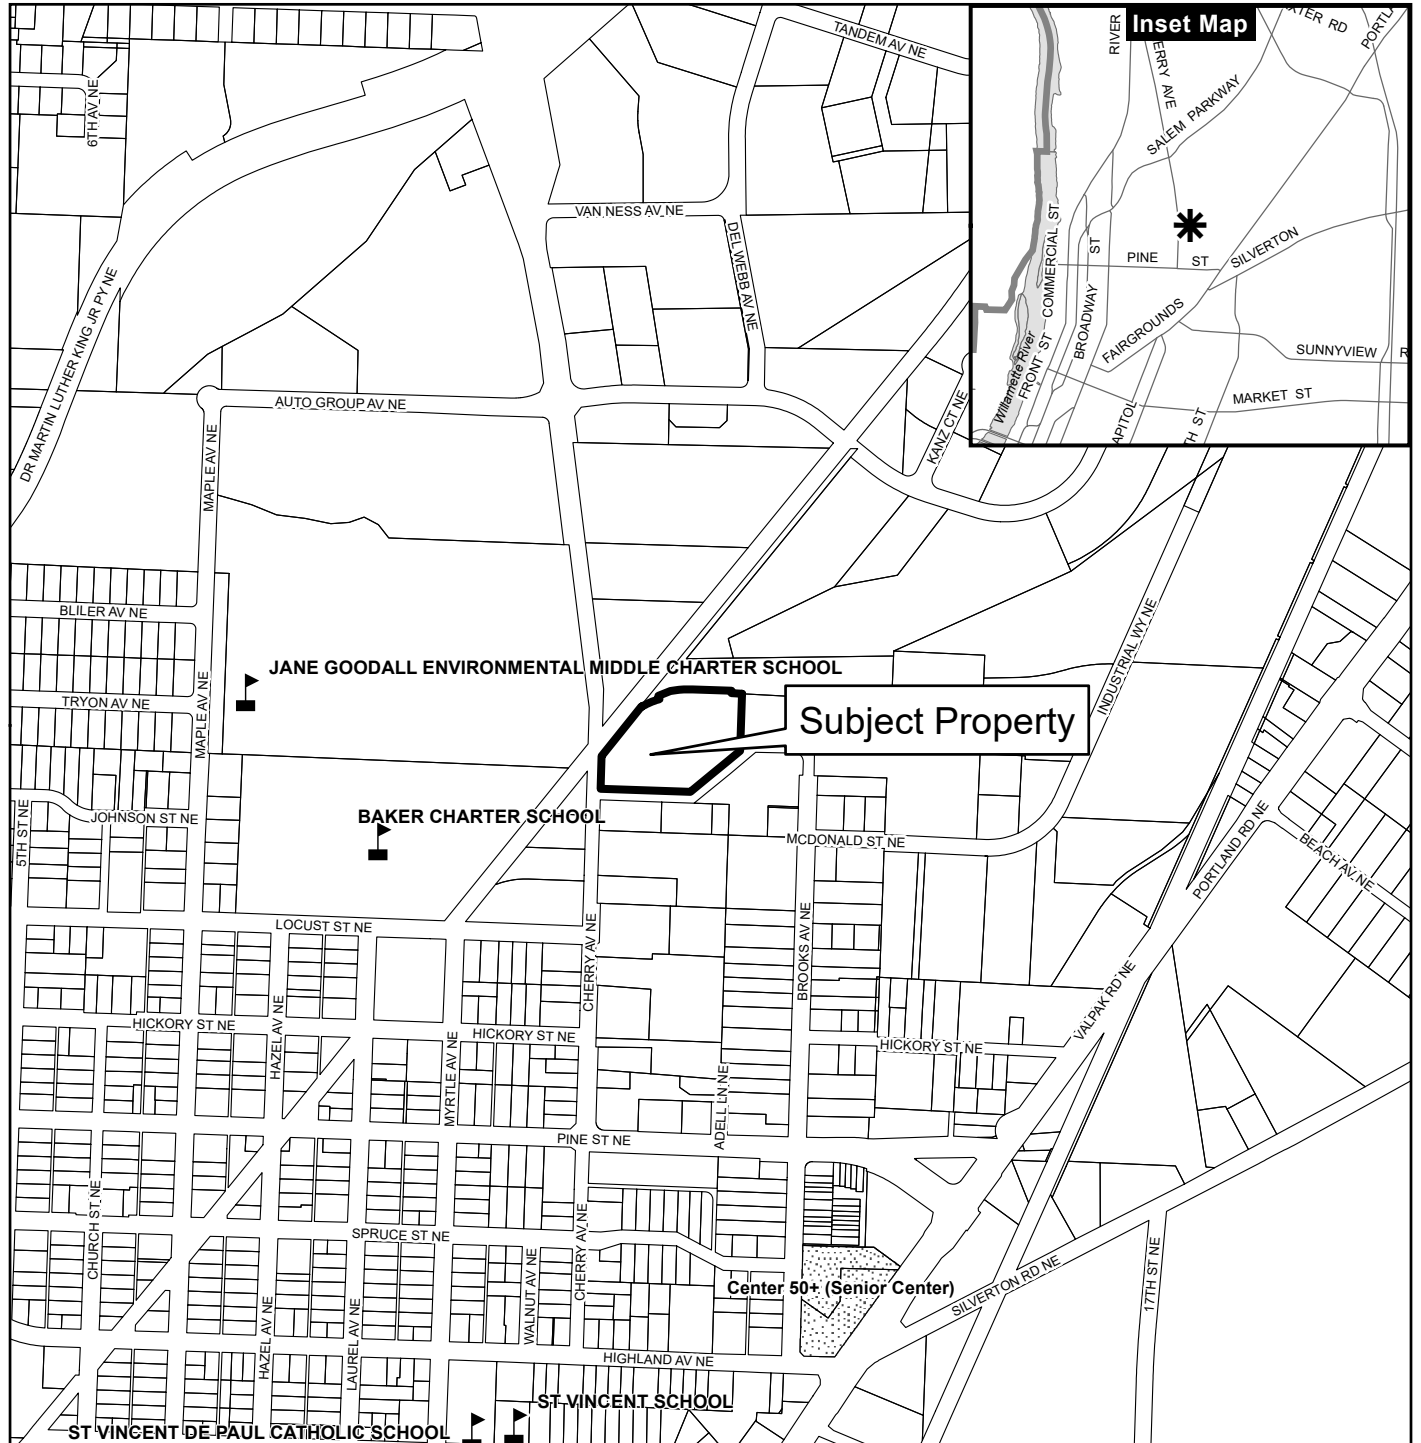 TANDEM AV NE
6TH AV NE
VAN NESS AV NE
DEL WEBB AV NE
DR MARTIN LUTHER KING JR PY NE
AUTO GROUP AV NE
MAPLE AV NE
KANZ CT NE
Inset Map
RIVER
ERRY AVE
XTER RD
PORTLA
SALEM PARKWAY
COMMERCIAL ST
PINE ST
SILVERTON
BROADWAY ST
FAIRGROUNDS
Willamette River
FRONT ST
SUNNYVIEW R
MARKET ST
APITOL
TH ST
BLILER AV NE
INDUSTRIAL WY NE
JANE GOODALL ENVIRONMENTAL MIDDLE CHARTER SCHOOL
TRYON AV NE
MAPLE AV NE
Subject Property
BAKER CHARTER SCHOOL
JOHNSON ST NE
5TH ST NE
MCDONALD ST NE
PORTLAND RD NE
BEACH AV NE
LOCUST ST NE
CHERRY AV NE
BROOKS AV NE
VALPAK RD NE
HICKORY ST NE
HAZEL AV NE
HICKORY ST NE
HICKORY ST NE
MYRTLE AV NE
ADELL LN NE
PINE ST NE
CHURCH ST NE
SPRUCE ST NE
CHERRY AV NE
WALNUT AV NE
Center 50+ (Senior Center)
SILVERTON RD NE
17TH ST NE
HAZEL AV NE
LAUREL AV NE
HIGHLAND AV NE
ST VINCENT SCHOOL
ST VINCENT DE PAUL CATHOLIC SCHOOL